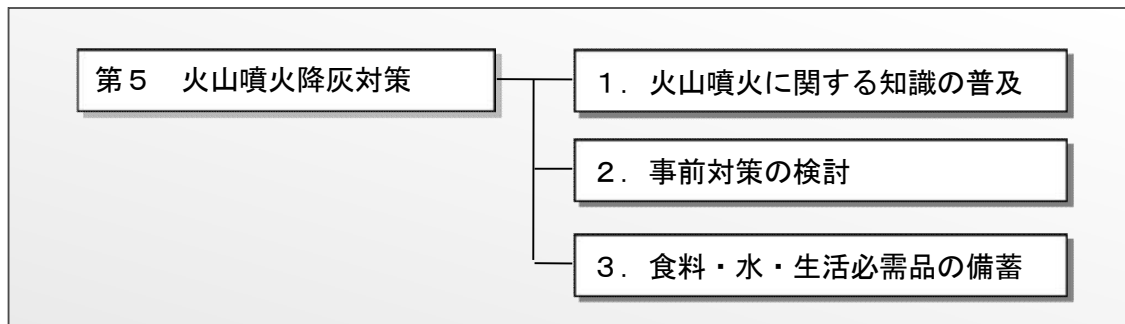 第５　火山噴火降灰対策
１．火山噴火に関する知識の普及
２．事前対策の検討
３．食料・水・生活必需品の備蓄